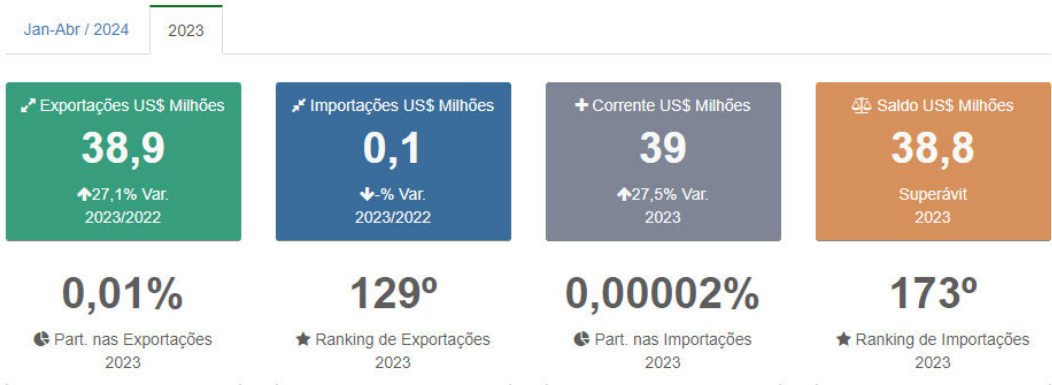 Jan-Abr / 2024
2023
Exportações US$ Milhões
38,9
27,1% Var.
2023/2022
Importações US$ Milhões
0,1
-% Var.
2023/2022
Corrente US$ Milhões
39
27,5% Var.
2023
Saldo US$ Milhões
38,8
Superávit
2023
0,01%
Part. nas Exportações
2023
129º
Ranking de Exportações
2023
0,00002%
Part. nas Importações
2023
173º
Ranking de Importações
2023